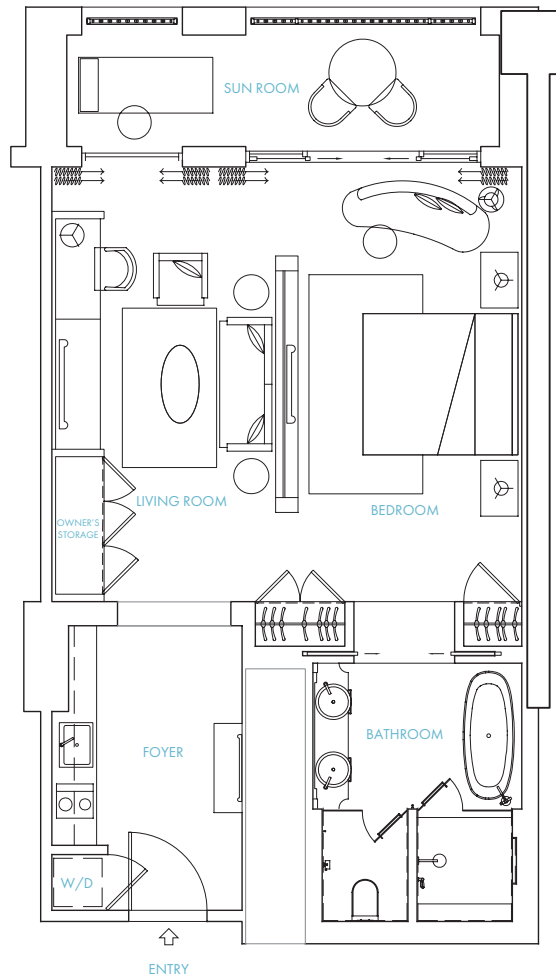 SUN ROOM
LIVING ROOM
BEDROOM
OWNER'S
STORAGE
BATHROOM
FOYER
W/D
ENTRY